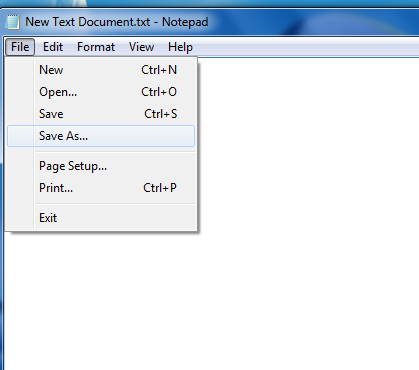 New Text Document.txt - Notepad
File Edit Format View Help
New Ctrl+N
Open... Ctrl+O
Save Ctrl+S
Save As...
Page Setup...
Print... Ctrl+P
Exit